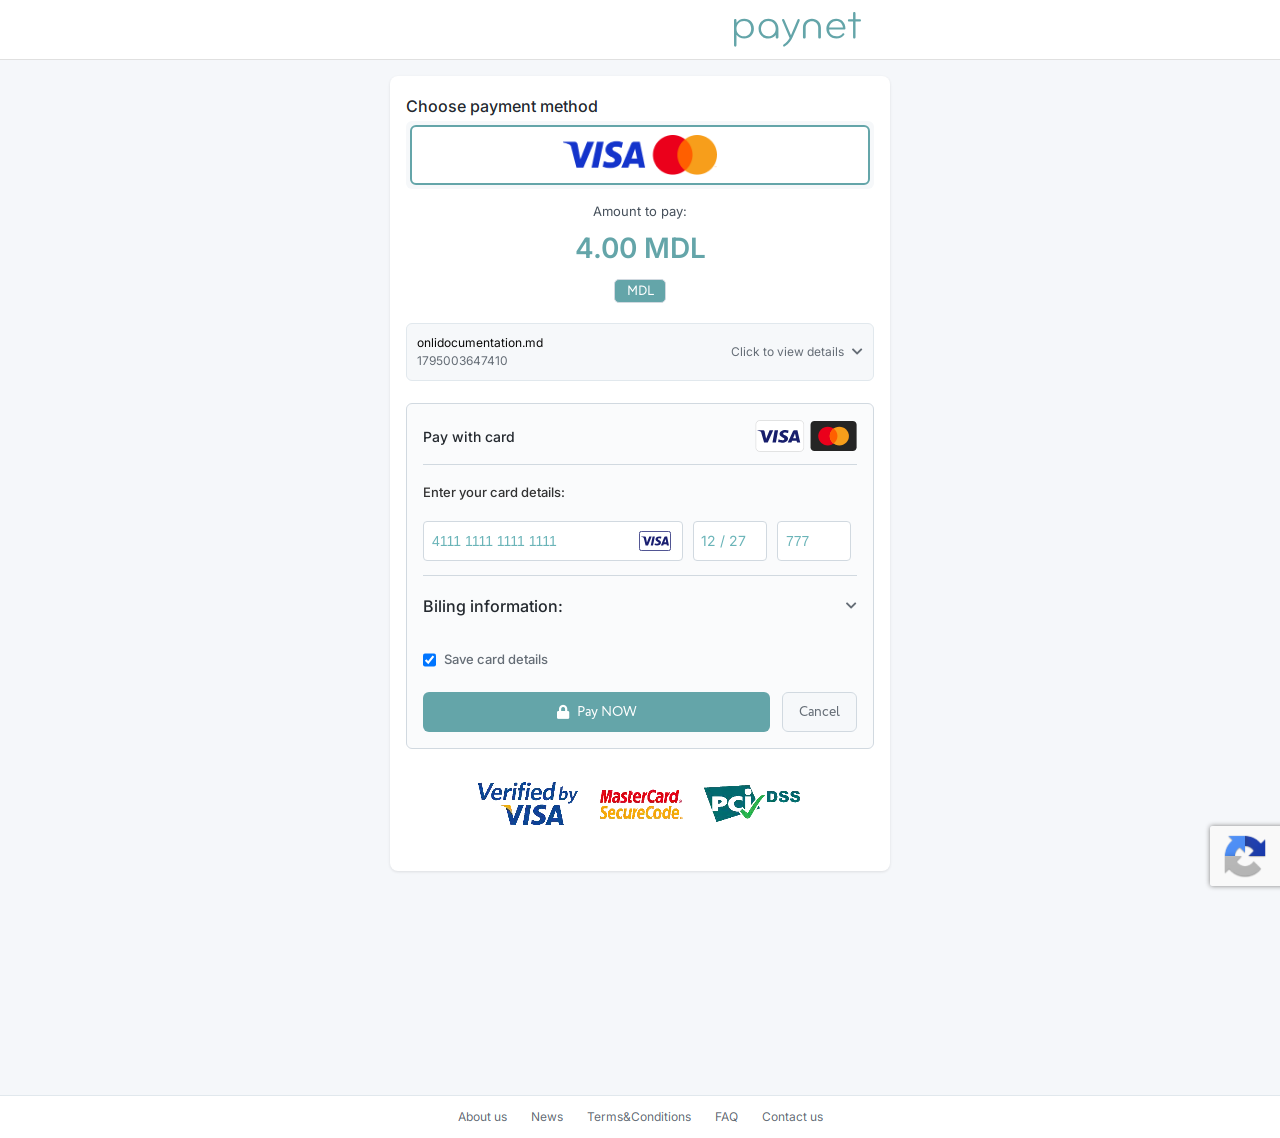 paynet
Choose payment method
VISA
Amount to pay:
4.00 MDL
MDL
onlidocumentation.md
1795003647410
Click to view details
Pay with card
VISA
Enter your card details:
4111 1111 1111 1111
VISA
12 / 27
777
Biling information:
Save card details
Pay NOW
Cancel
Verified by
VISA
MasterCard.
SecureCode.
PCI DSS
About us
News
Terms&Conditions
FAQ
Contact us